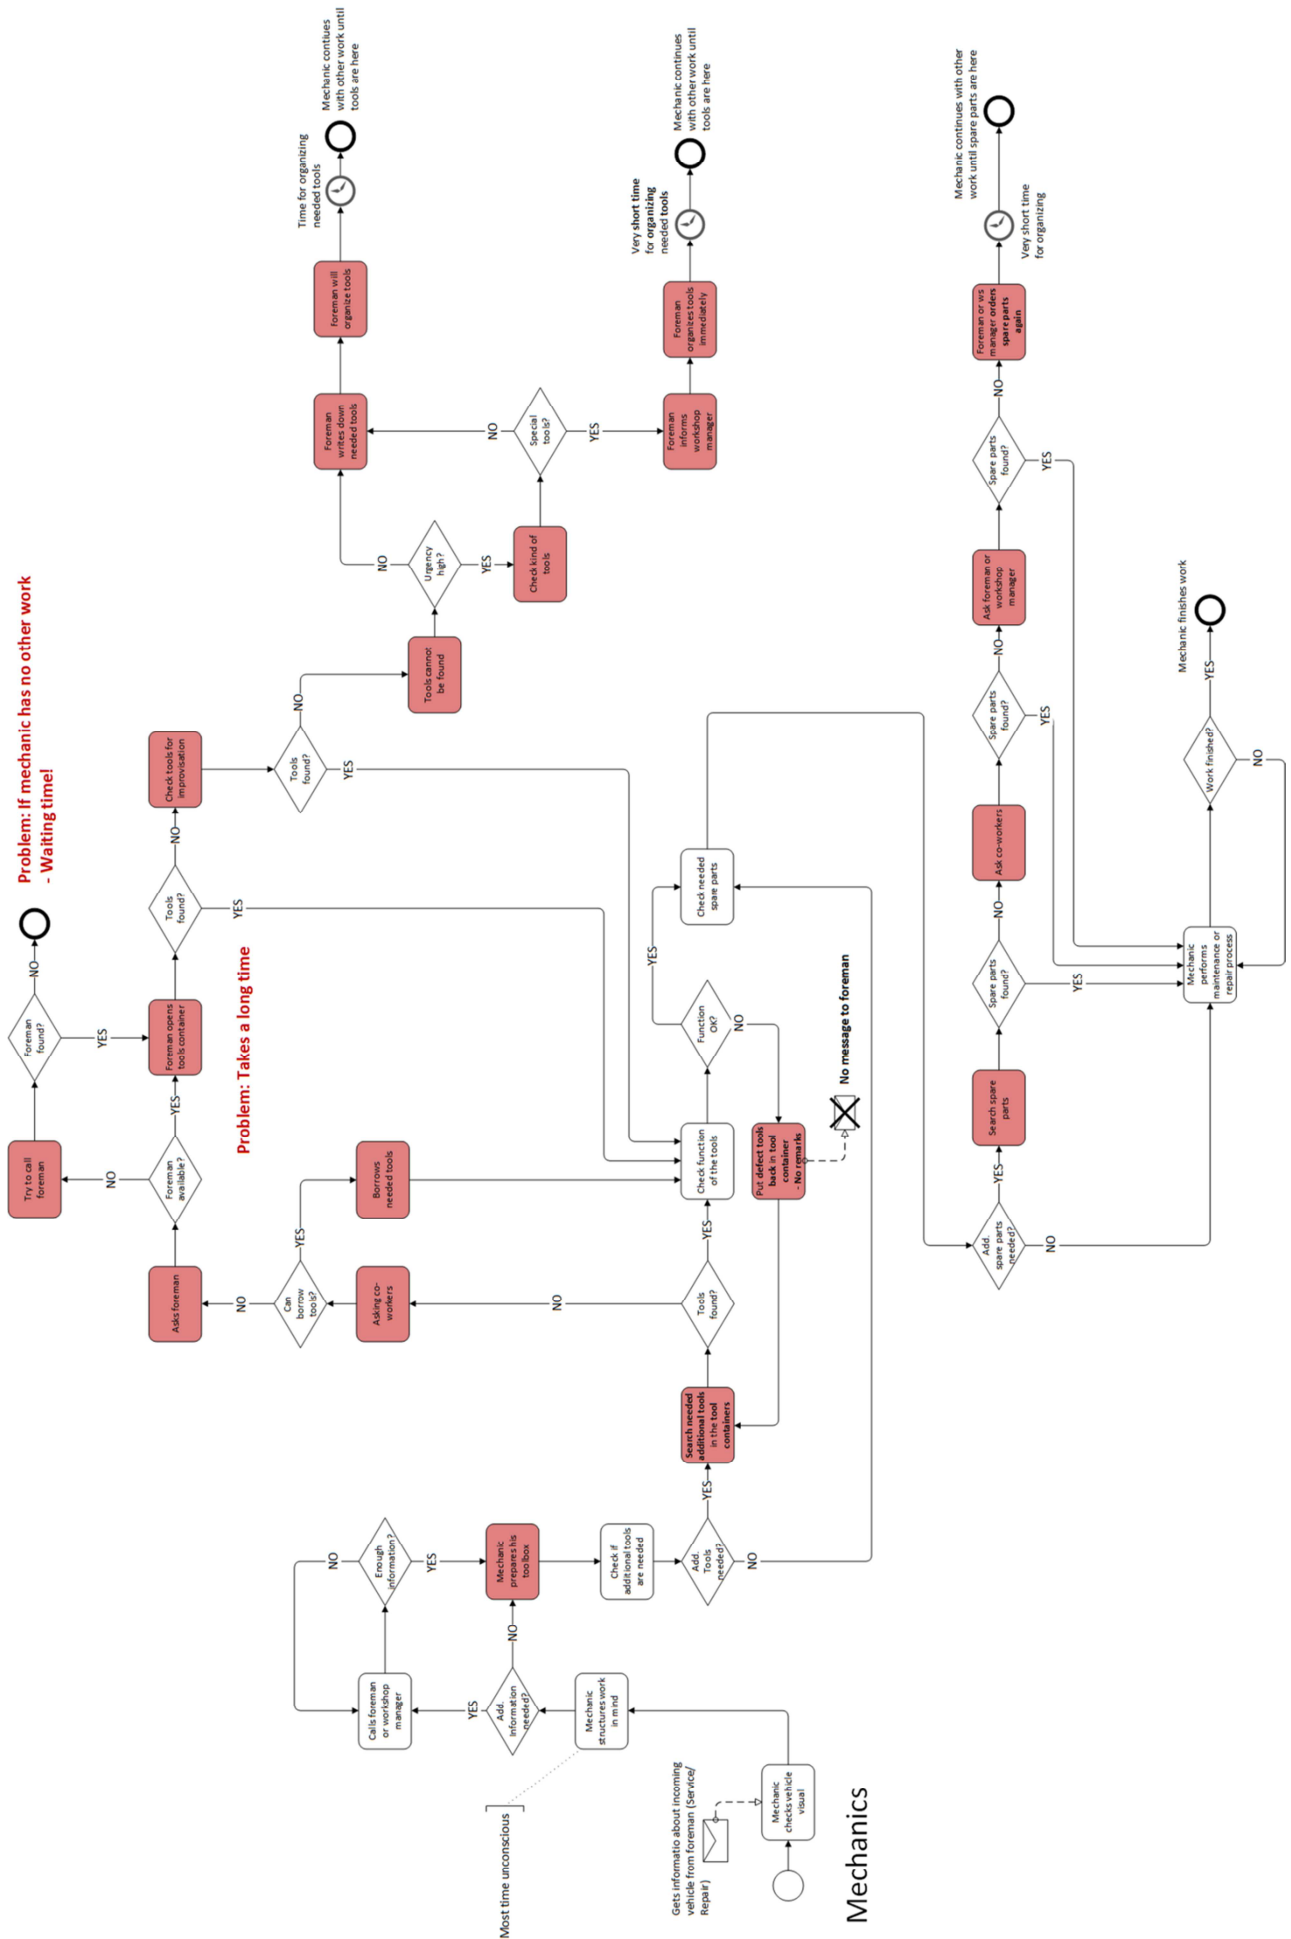 Mechanics
Gets informatio about incoming
vehicle from foreman (Service/
Repair)
Mechanic
checks vehicle
visual
Most time unconscious
Mechanic
structures work
in mind
Add.
Information
needed?
YES
NO
Calls foreman
or workshop
manager
Enough
information?
NO
YES
Mechanic
prepares his
toolbox
Check if
additional tools
are needed
Add.
Tools
needed?
YES
NO
Search needed
additional tools
in the tool
containers
Tools
found?
NO
YES
Asking co-
workers
Can
borrow
tools?
YES
NO
Borrows
needed tools
Asks foreman
Foreman
available?
NO
YES
Try to call
foreman
Foreman
found?
NO
YES
Problem: If mechanic has no other work
- Waiting time!
Foreman opens
tools container
Problem: Takes a long time
Tools
found?
NO
YES
Check tools for
improvisation
Tools
found?
NO
YES
Tools cannot
be found
Urgency
high?
NO
YES
Check kind of
tools
Special
tools?
NO
YES
Foreman
writes down
needed tools
Foreman will
organize tools
Time for organizing
needed tools
Mechanic contiues
with other work until
tools are here
Foreman
informs
workshop
manager
Foreman
organizes tools
immediately
Very short time
for organizing
needed tools
Mechanic continues
with other work until
tools are here
Check function
of the tools
Function
OK?
YES
NO
Put defect tools
back in tool
container
- No remarks
No message to foreman
Check needed
spare parts
Add.
spare parts
needed?
YES
NO
Search spare
parts
Spare parts
found?
NO
YES
Ask co-workers
Spare parts
found?
NO
YES
Ask foreman or
workshop
manager
Spare parts
found?
NO
YES
Foreman or ws
manager orders
spare parts
again
Very short time
for organizing
Mechanic continues with other
work until spare parts are here
Mechanic
performs
maintenance or
repair process
Work finished?
YES
NO
Mechanic finishes work